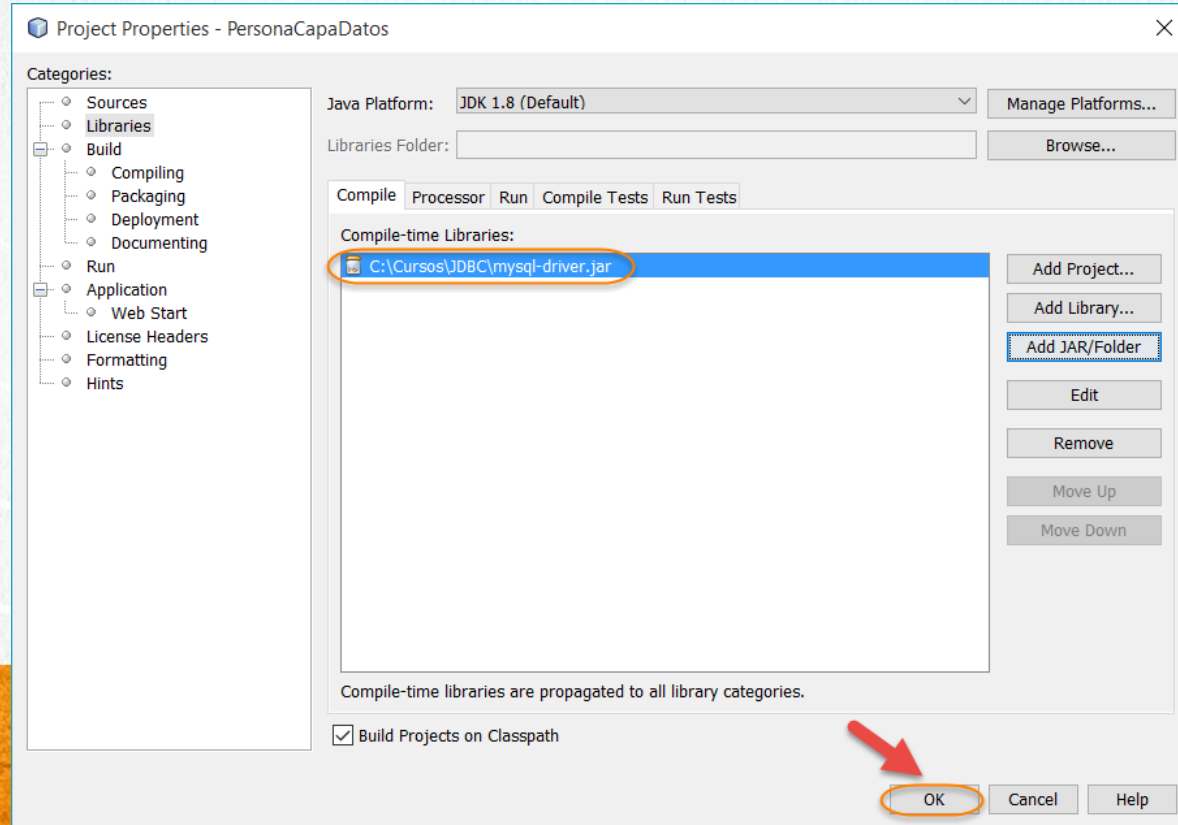 Project Properties - PersonaCapaDatos
Categories:
Sources
Libraries
Build
Compiling
Packaging
Deployment
Documenting
Run
Application
Web Start
License Headers
Formatting
Hints
Java Platform: JDK 1.8 (Default) Manage Platforms...
Libraries Folder: Browse...
Compile Processor Run Compile Tests Run Tests
Compile-time Libraries:
C:\Cursos\JDBC\mysql-driver.jar
Add Project...
Add Library...
Add JAR/Folder
Edit
Remove
Move Up
Move Down
Compile-time libraries are propagated to all library categories.
Build Projects on Classpath
OK Cancel Help